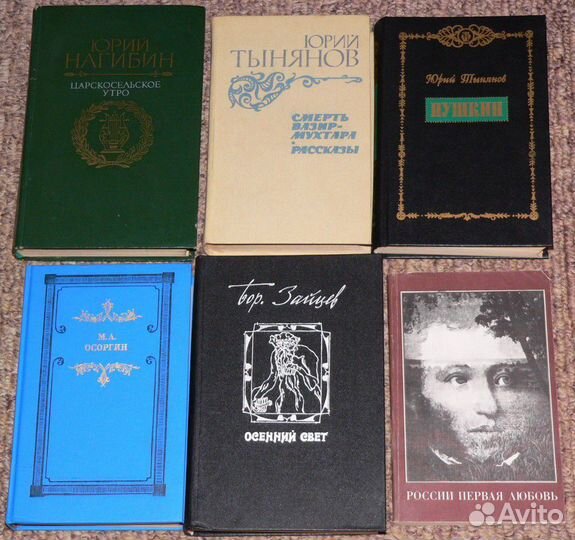 ЮРИЙ
НАГИБИН
ЦАРСКОСЕЛЬСКОЕ
УТРО
ЮРИЙ
ТЫНЯНОВ
СМЕРТЬ
ВАЗИР-
МУХТАРА
•
РАССКАЗЫ
Юрий Тынянов
ПУШКИН
М.А.
ОСОРГИН
Бор. Зайцев
ОСЕННИЙ СВЕТ
РОССИИ ПЕРВАЯ ЛЮБОВЬ
Avito